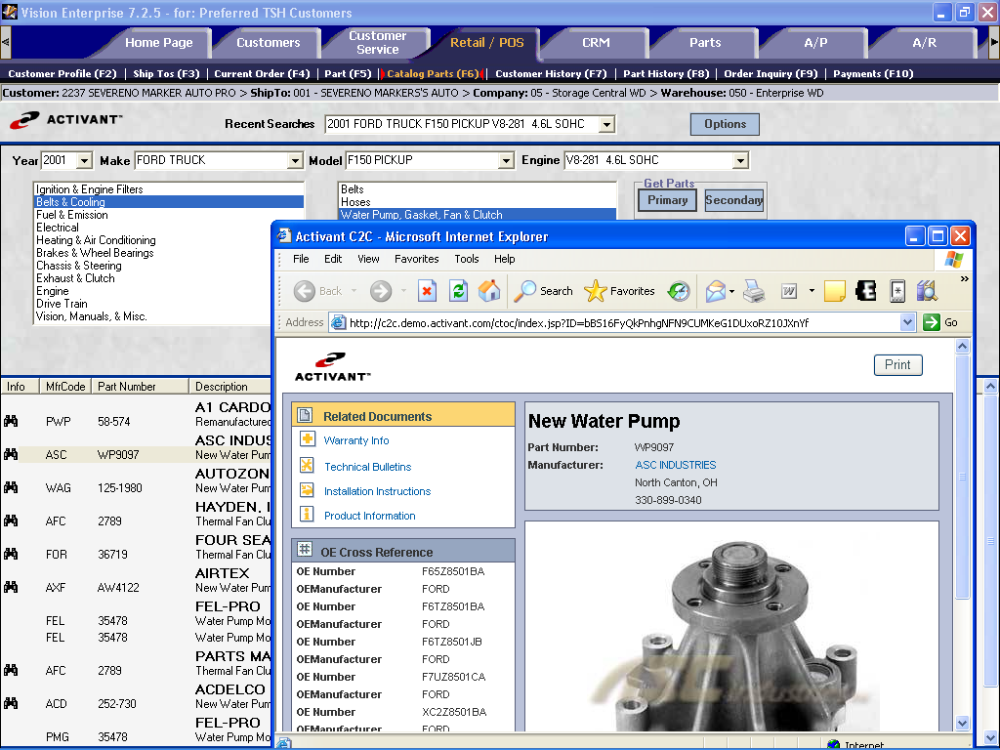 Vision Enterprise 7.2.5 - for: Preferred TSH Customers
Home Page
Customers
Customer Service
Retail / POS
CRM
Parts
A/P
A/R
Customer Profile (F2) | Ship Tos (F3) | Current Order (F4) | Part (F5) | Catalog Parts (F6) | Customer History (F7) | Part History (F8) | Order Inquiry (F9) | Payments (F10)
Customer: 2237 SEVERENO MARKER AUTO PRO > ShipTo: 001 - SEVERENO MARKERS'S AUTO > Company: 05 - Storage Central WD > Warehouse: 050 - Enterprise WD
ACTIVANT™
Recent Searches
2001 FORD TRUCK F150 PICKUP V8-281 4.6L SOHC
Options
Year 2001 Make FORD TRUCK Model F150 PICKUP Engine V8-281 4.6L SOHC
Ignition & Engine Filters
Belts & Cooling
Fuel & Emission
Electrical
Heating & Air Conditioning
Brakes & Wheel Bearings
Chassis & Steering
Exhaust & Clutch
Engine
Drive Train
Vision, Manuals, & Misc.
Belts
Hoses
Water Pump, Gasket, Fan & Clutch
Get Parts
Primary
Secondary
Activant C2C - Microsoft Internet Explorer
File Edit View Favorites Tools Help
Back Search Favorites
Address http://c2c.demo.activant.com/ctoc/index.jsp?ID=bBS16FyQkPnhgNFN9CUMKeG1DUxoRZ10JXnYf Go
ACTIVANT™
Print
Related Documents
Warranty Info
Technical Bulletins
Installation Instructions
Product Information
New Water Pump
Part Number: WP9097
Manufacturer: ASC INDUSTRIES
North Canton, OH
330-899-0340
OE Cross Reference
OE Number F65Z8501BA
OEManufacturer FORD
OE Number F6TZ8501BA
OEManufacturer FORD
OE Number F6TZ8501JB
OEManufacturer FORD
OE Number F7UZ8501CA
OEManufacturer FORD
OE Number XC2Z8501BA
OEManufacturer FORD
ASC Industries
Internet
Info MfrCode Part Number Description
A1 CARDO
PWP 58-574 Remanufactured
ASC INDUS
ASC WP9097 New Water Pum
AUTOZON
WAG 125-1980 New Water Pum
HAYDEN, I
AFC 2789 Thermal Fan Clu
FOUR SEA
FOR 36719 Thermal Fan Clu
AIRTEX
AXF AW4122 New Water Pum
FEL-PRO
FEL 35478 Water Pump Mo
FEL 35478 Water Pump Mo
PARTS MA
AFC 2789 Thermal Fan Clu
ACDELCO
ACD 252-730 New Water Pum
FEL-PRO
PMG 35478 Water Pump Mo